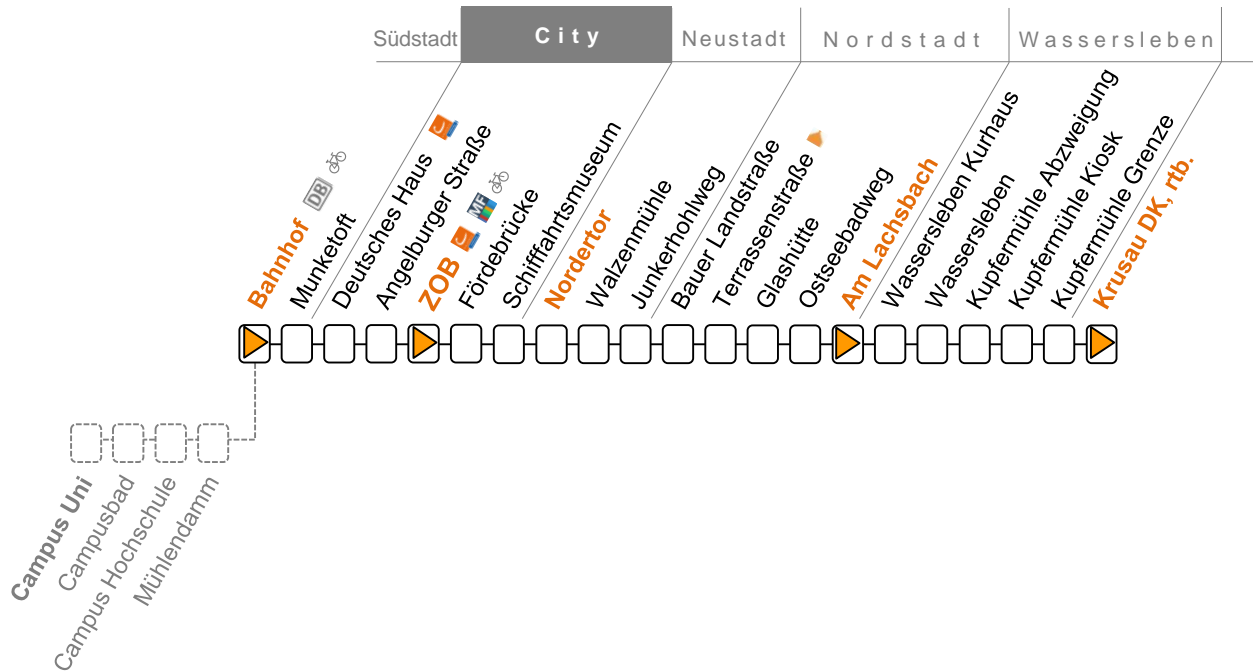 Südstadt
City
Neustadt
Nordstadt
Wassersleben
Bahnhof DB
Munketoft
Deutsches Haus
Angelburger Straße
ZOB MF
Fördebrücke
Schifffahrtsmuseum
Nordertor
Walzenmühle
Junkerhohlweg
Bauer Landstraße
Terrassenstraße
Glashütte
Ostseebadweg
Am Lachsbach
Wassersleben Kurhaus
Wassersleben
Kupfermühle Abzweigung
Kupfermühle Kiosk
Kupfermühle Grenze
Krusau DK, rtb.
Campus Uni
Campusbad
Campus Hochschule
Mühlendamm